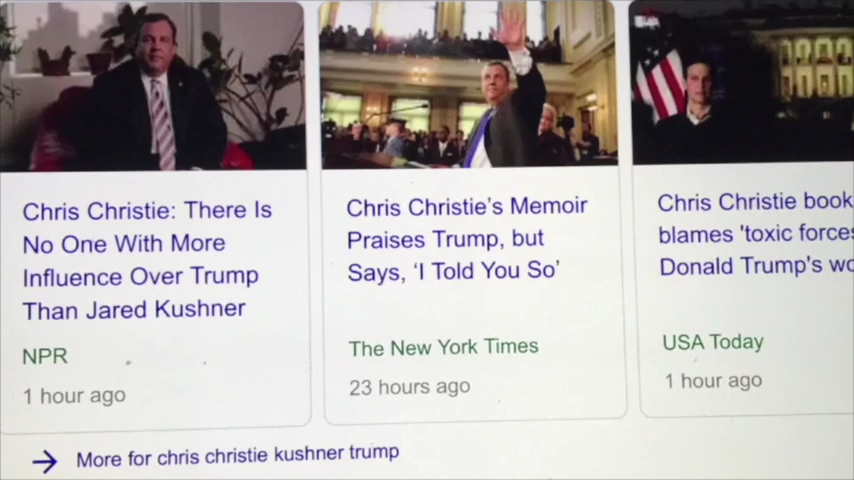 Chris Christie: There Is
No One With More
Influence Over Trump
Than Jared Kushner
NPR
1 hour ago
Chris Christie's Memoir
Praises Trump, but
Says, ‘I Told You So’
The New York Times
23 hours ago
Chris Christie book
blames 'toxic forces
Donald Trump's
USA Today
1 hour ago
More for chris christie kushner trump